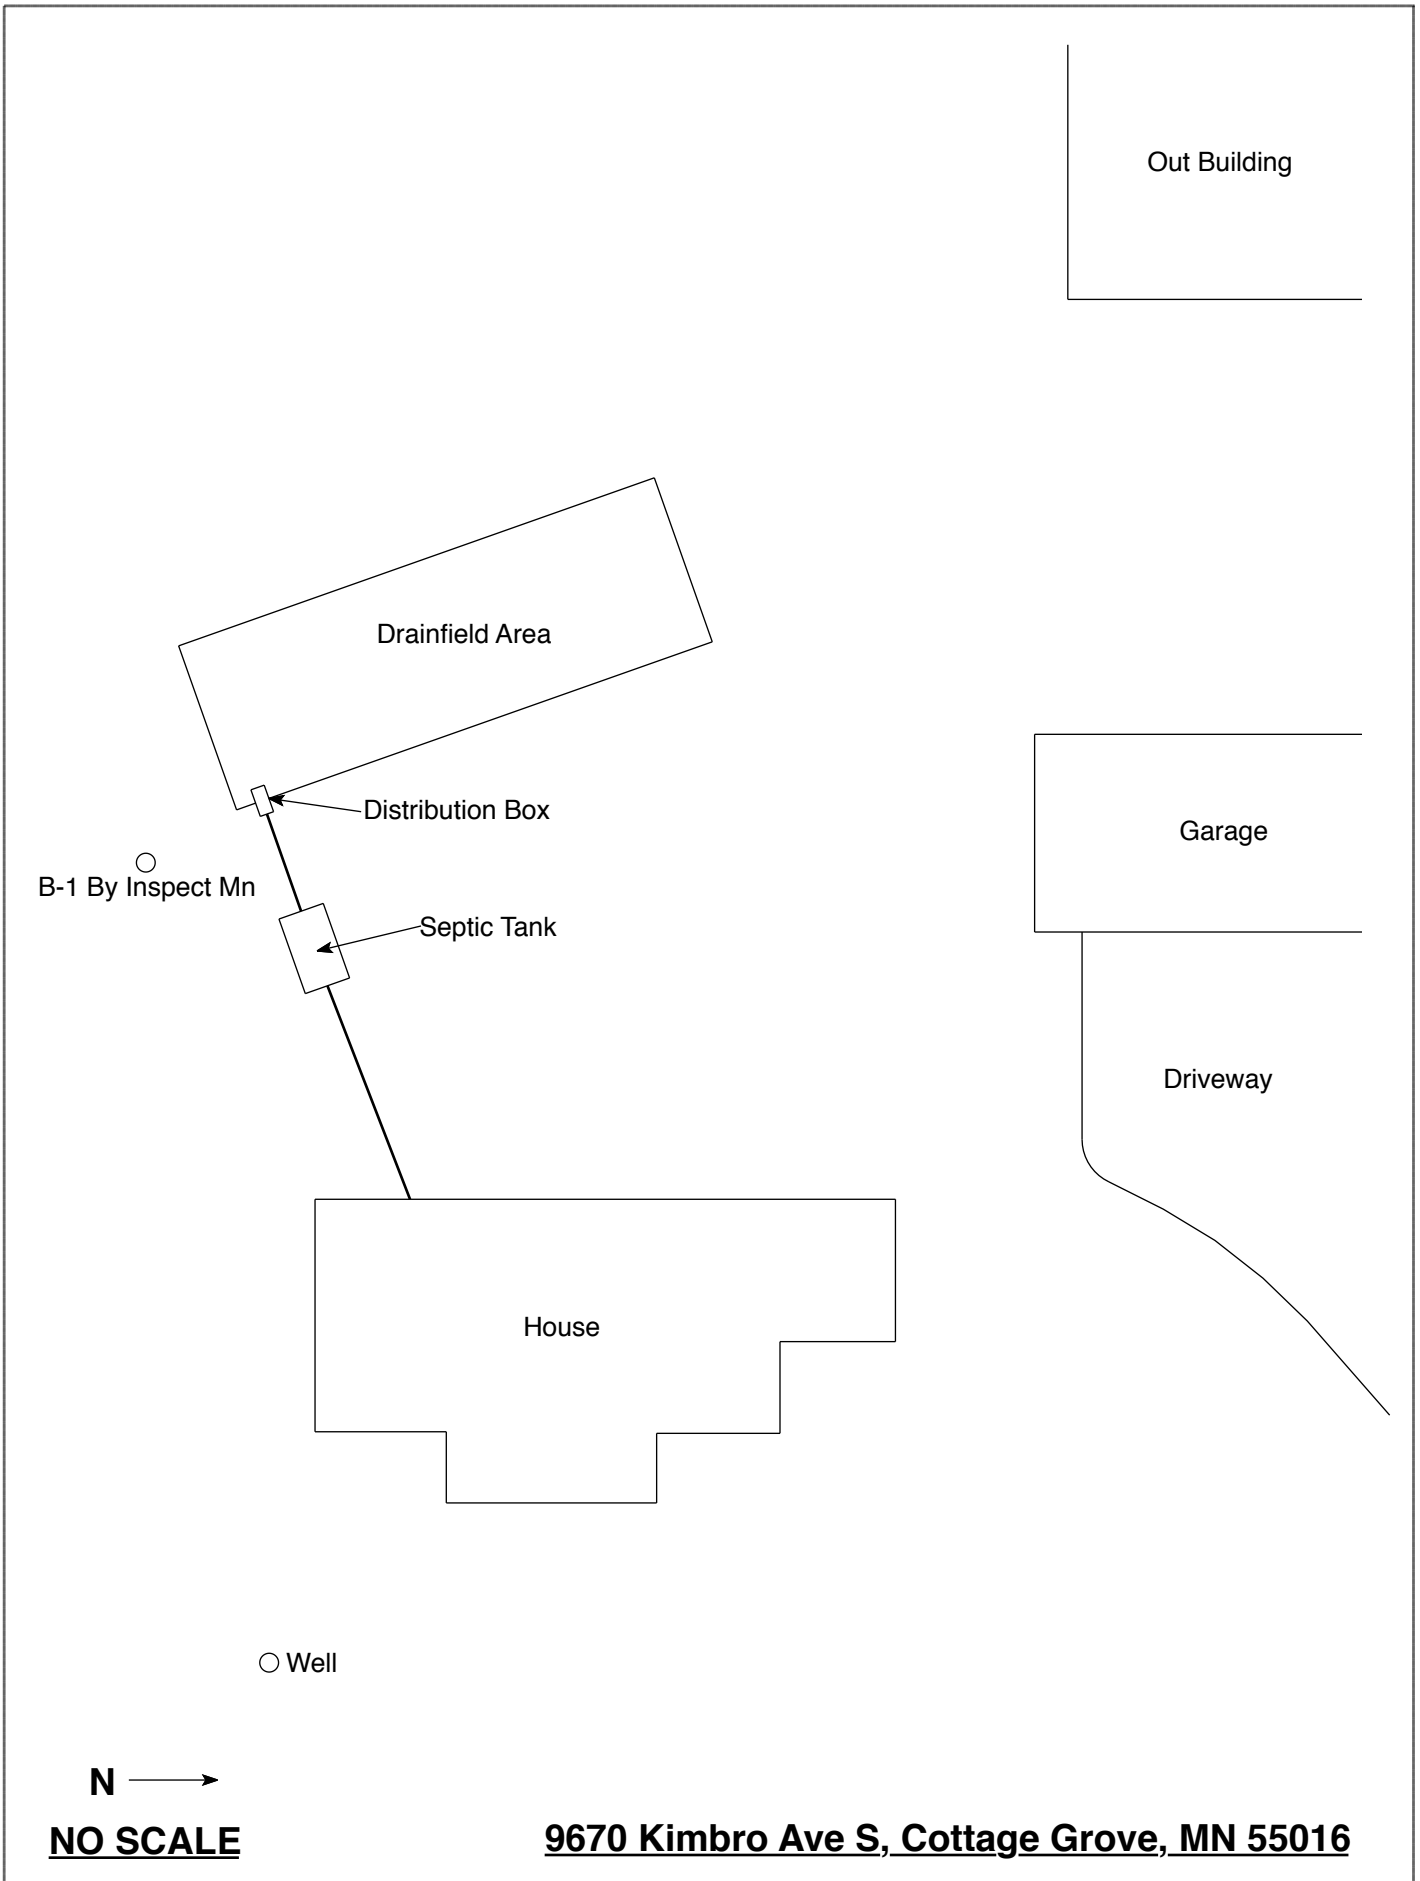 Out Building
Drainfield Area
Distribution Box
Garage
B-1 By Inspect Mn
Septic Tank
Driveway
House
Well
N
NO SCALE
9670 Kimbro Ave S, Cottage Grove, MN 55016